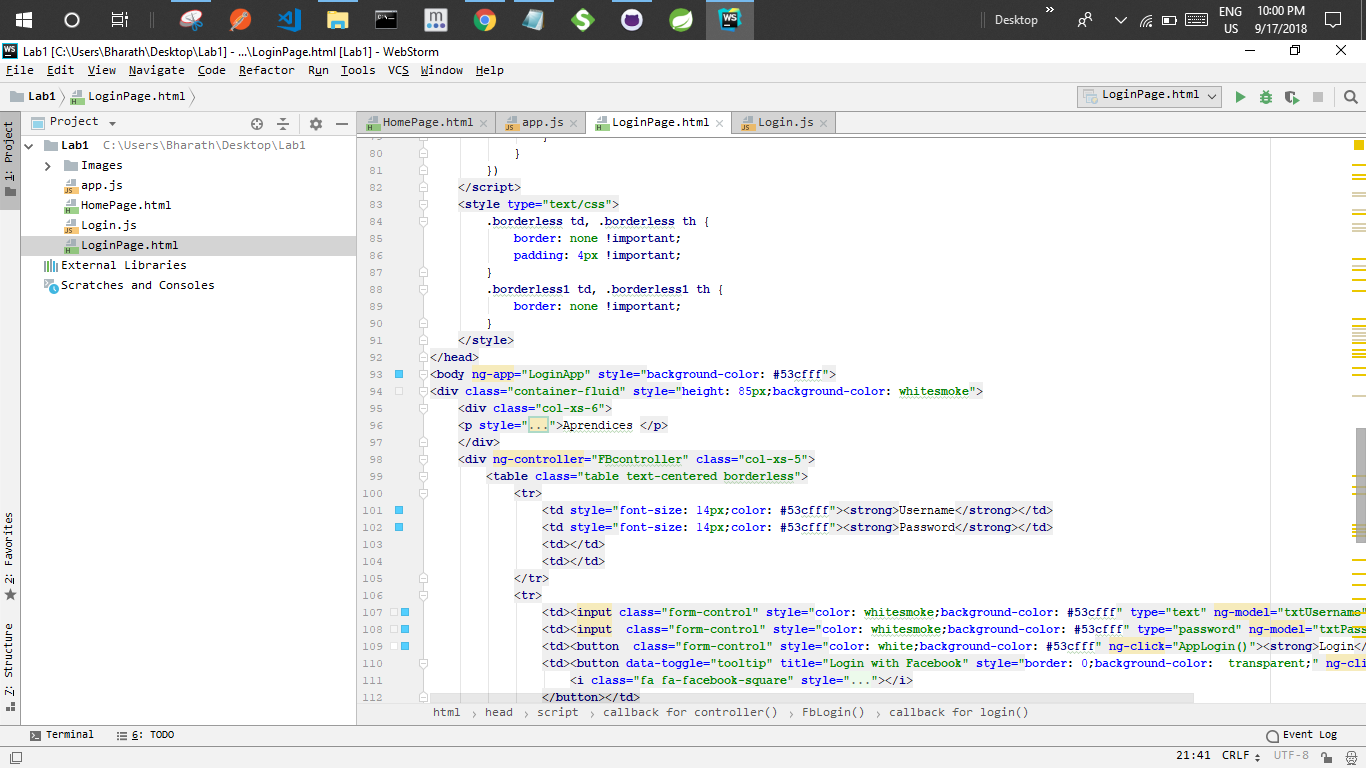 Desktop
ENG
US
10:00 PM
9/17/2018
WS
Lab1 [C:\Users\Bharath\Desktop\Lab1] - ...\LoginPage.html [Lab1] - WebStorm
File Edit View Navigate Code Refactor Run Tools VCS Window Help
Lab1 LoginPage.html
LoginPage.html
1: Project
2: Favorites
Z: Structure
Project
Lab1 C:\Users\Bharath\Desktop\Lab1
Images
app.js
HomePage.html
Login.js
LoginPage.html
External Libraries
Scratches and Consoles
HomePage.html app.js LoginPage.html Login.js
80 }
81 })
82 </script>
83 <style type="text/css">
84 .borderless td, .borderless th {
85 border: none !important;
86 padding: 4px !important;
87 }
88 .borderless1 td, .borderless1 th {
89 border: none !important;
90 }
91 </style>
92 </head>
93 <body ng-app="LoginApp" style="background-color: #53cfff">
94 <div class="container-fluid" style="height: 85px;background-color: whitesmoke">
95 <div class="col-xs-6">
96 <p style="...">Aprendices </p>
97 </div>
98 <div ng-controller="FBcontroller" class="col-xs-5">
99 <table class="table text-centered borderless">
100 <tr>
101 <td style="font-size: 14px;color: #53cfff"><strong>Username</strong></td>
102 <td style="font-size: 14px;color: #53cfff"><strong>Password</strong></td>
103 <td></td>
104 <td></td>
105 </tr>
106 <tr>
107 <td><input class="form-control" style="color: whitesmoke;background-color: #53cfff" type="text" ng-model="txtUsername"
108 <td><input  class="form-control" style="color: whitesmoke;background-color: #53cfff" type="password" ng-model="txtPass
109 <td><button  class="form-control" style="color: white;background-color: #53cfff" ng-click="AppLogin()"><strong>Login</
110 <td><button data-toggle="tooltip" title="Login with Facebook" style="border: 0;background-color:  transparent;" ng-cli
111 <i class="fa fa-facebook-square" style="..."></i>
112 </button></td>
html head script callback for controller() FbLogin() callback for login()
Terminal 6: TODO Event Log
21:41 CRLF UTF-8